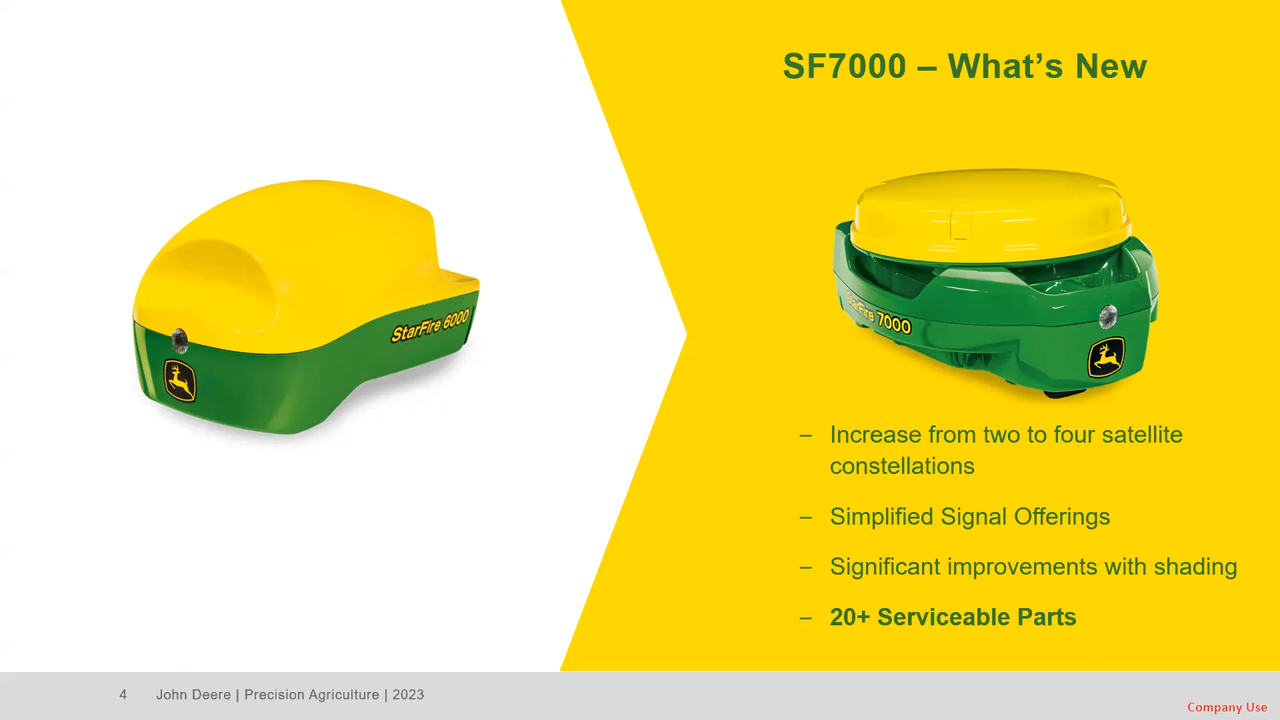 SF7000 – What's New
StarFire 6000
StarFire 7000
– Increase from two to four satellite
constellations
– Simplified Signal Offerings
– Significant improvements with shading
– 20+ Serviceable Parts
4 John Deere | Precision Agriculture | 2023
Company Use